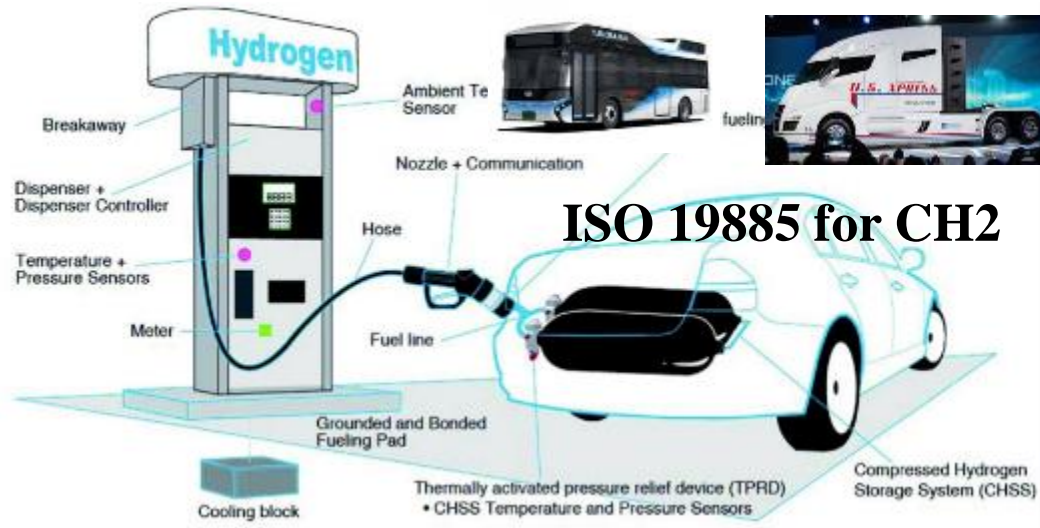 Hydrogen
Ambient Te
Sensor
Breakaway
fueling
Nozzle + Communication
Dispenser +
Dispenser Controller
ISO 19885 for CH2
Hose
Temperature +
Pressure Sensors
Meter
Fuel line
Grounded and Bonded
Fueling Pad
Compressed Hydrogen
Storage System (CHSS)
Thermally activated pressure relief device (TPRD)
• CHSS Temperature and Pressure Sensors
Cooling block
U.S. XPRESS